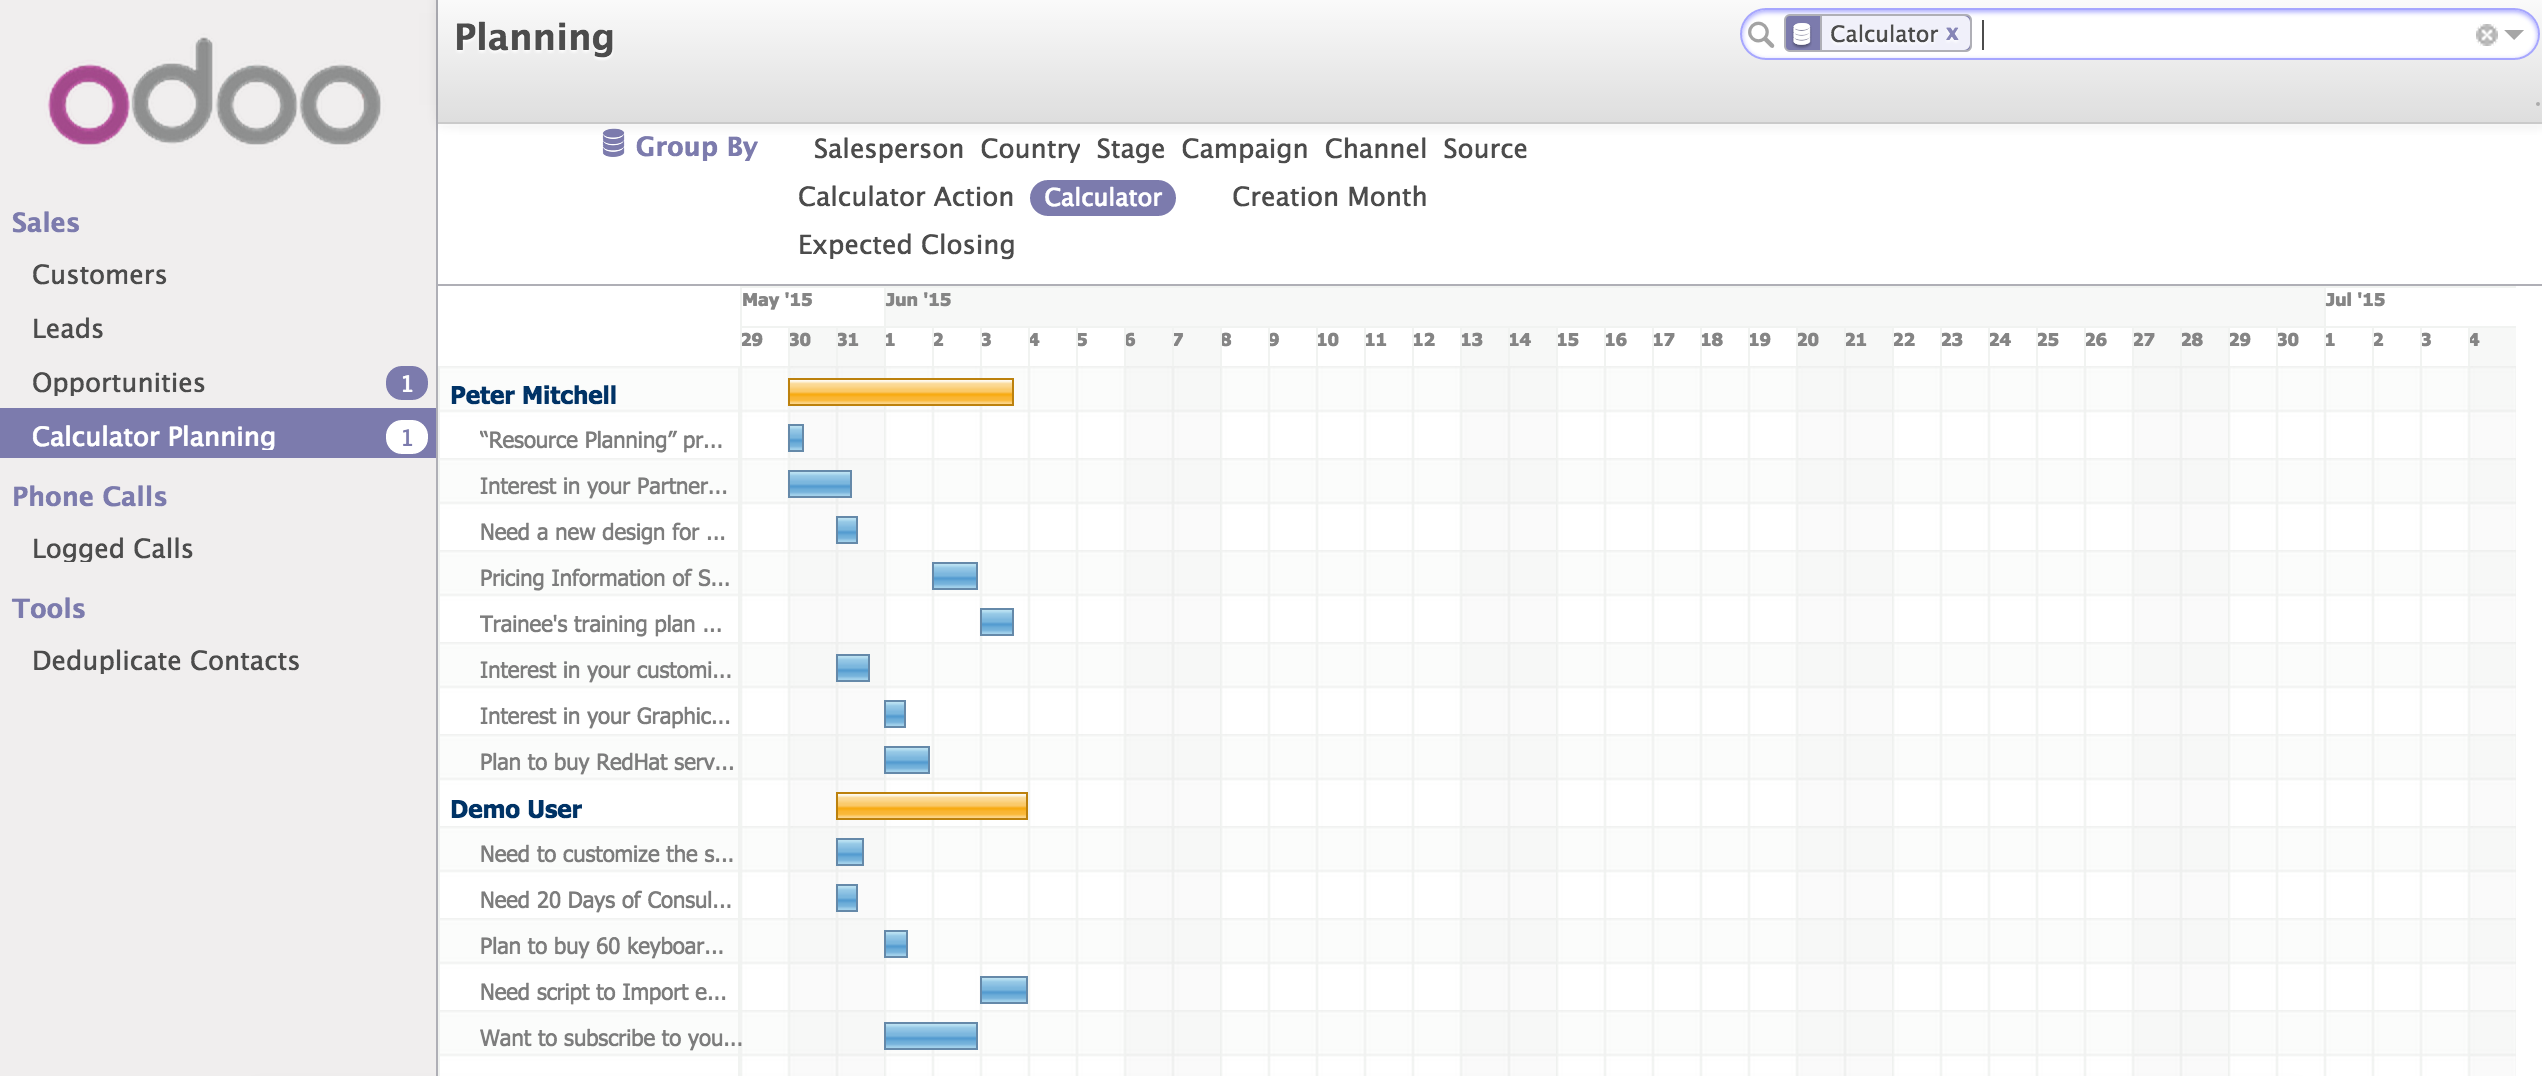 odoo
Sales
Customers
Leads
Opportunities 1
Calculator Planning 1
Phone Calls
Logged Calls
Tools
Deduplicate Contacts
Planning
Calculator x
Group By
Salesperson Country Stage Campaign Channel Source
Calculator Action Calculator Creation Month
Expected Closing
May '15 Jun '15 Jul '15
29 30 31 1 2 3 4 5 6 7 8 9 10 11 12 13 14 15 16 17 18 19 20 21 22 23 24 25 26 27 28 29 30 1 2 3 4
Peter Mitchell
“Resource Planning” pr...
Interest in your Partner...
Need a new design for ...
Pricing Information of S...
Trainee's training plan ...
Interest in your customi...
Interest in your Graphic...
Plan to buy RedHat serv...
Demo User
Need to customize the s...
Need 20 Days of Consul...
Plan to buy 60 keyboar...
Need script to Import e...
Want to subscribe to you...